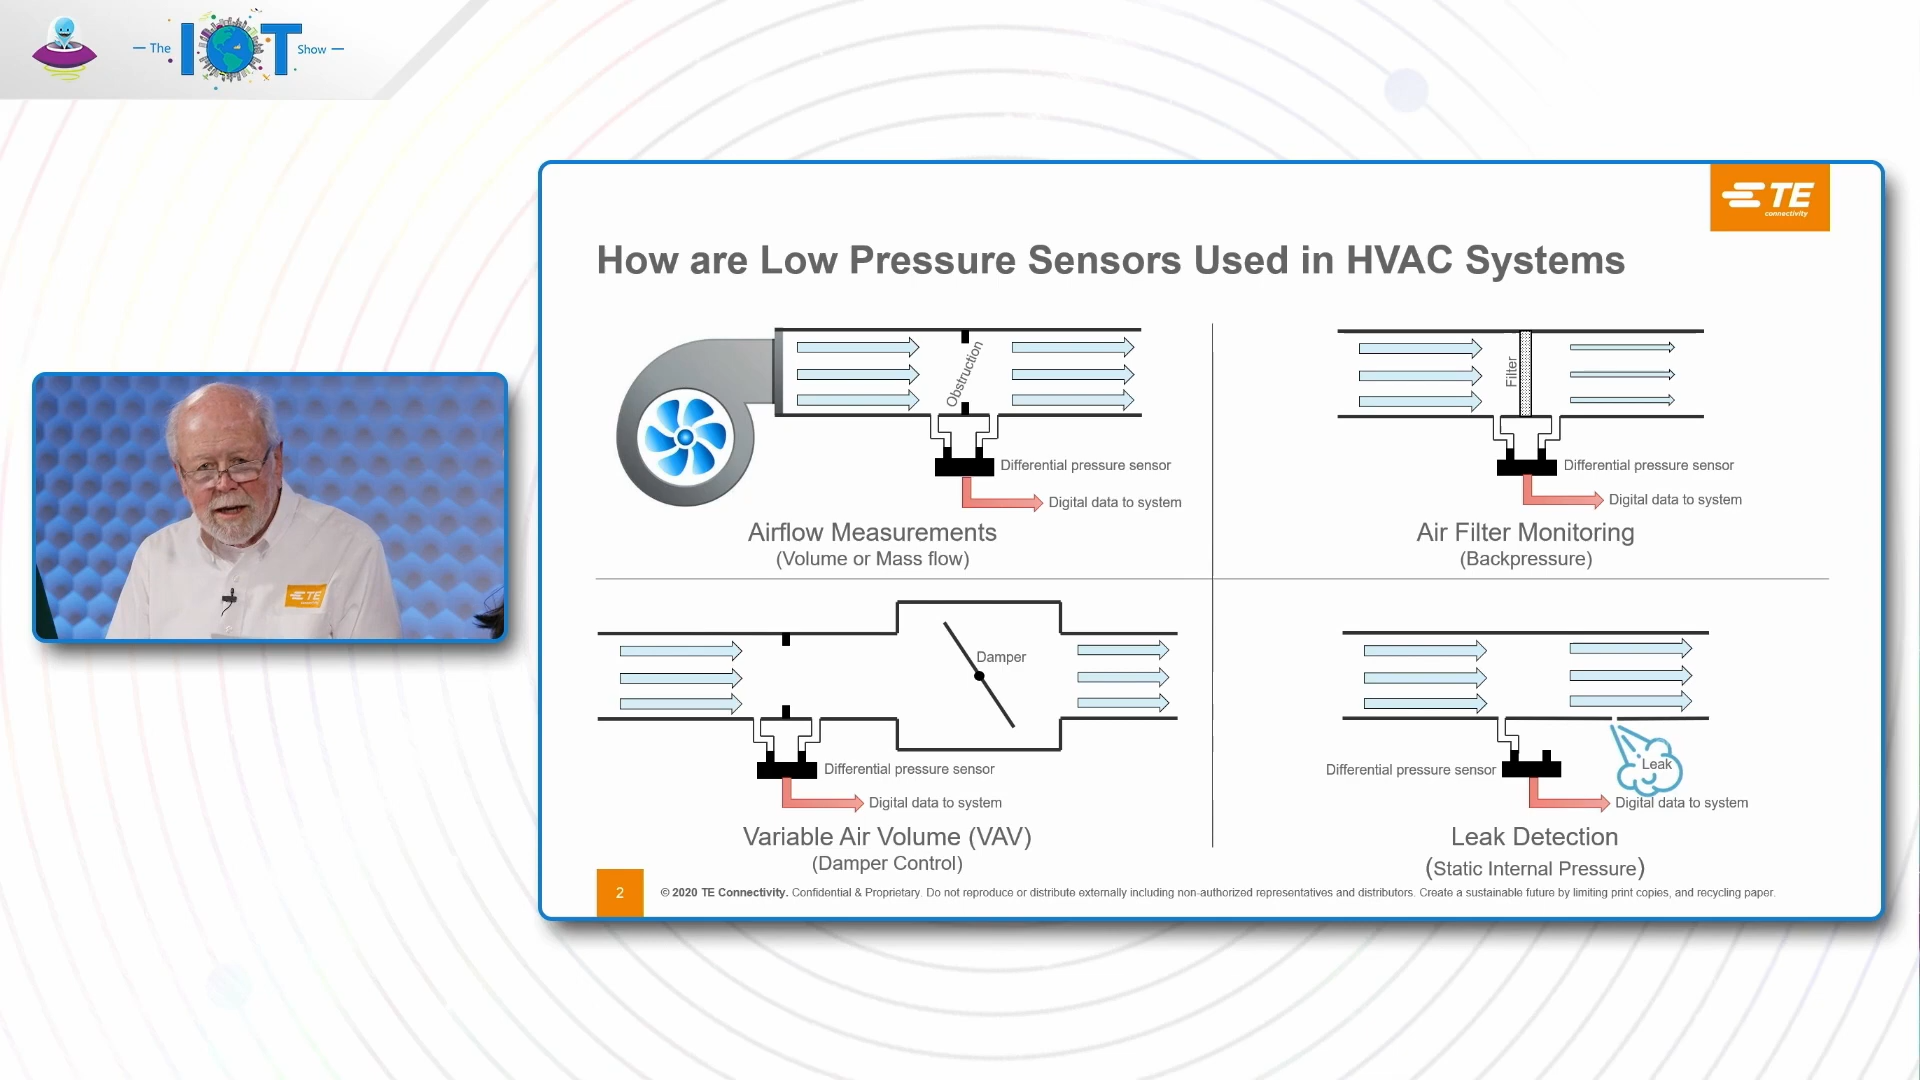 The IOT Show
TE
connectivity
How are Low Pressure Sensors Used in HVAC Systems
Obstruction
Differential pressure sensor
Digital data to system
Airflow Measurements
(Volume or Mass flow)
Filter
Differential pressure sensor
Digital data to system
Air Filter Monitoring
(Backpressure)
Damper
Differential pressure sensor
Digital data to system
Variable Air Volume (VAV)
(Damper Control)
Leak
Differential pressure sensor
Digital data to system
Leak Detection
(Static Internal Pressure)
2
© 2020 TE Connectivity. Confidential & Proprietary. Do not reproduce or distribute externally including non-authorized representatives and distributors. Create a sustainable future by limiting print copies, and recycling paper.
TE